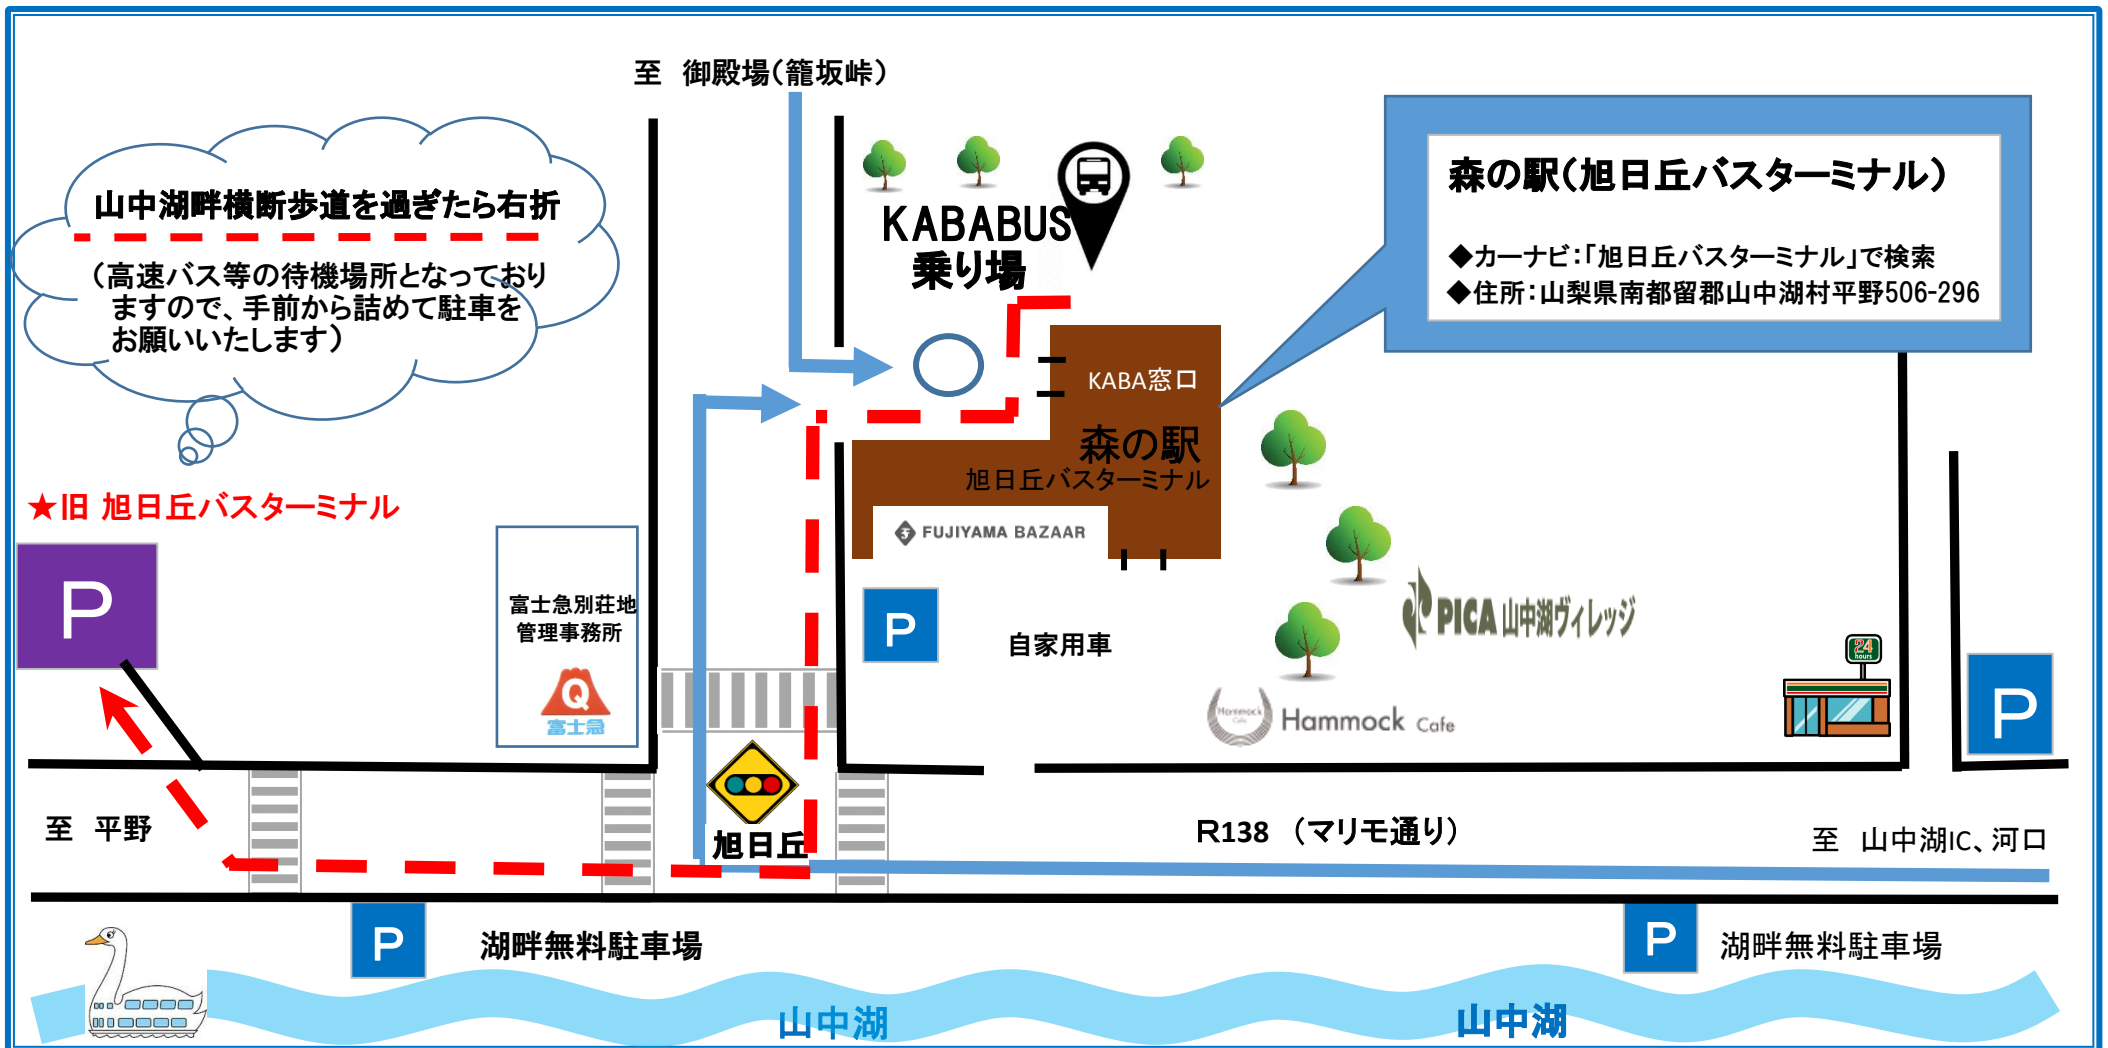 至 御殿場(籠坂峠)
山中湖畔横断歩道を過ぎたら右折
(高速バス等の待機場所となっており
ますので、手前から詰めて駐車を
お願いいたします)
KABABUS
乗り場
森の駅(旭日丘バスターミナル)
◆カーナビ:「旭日丘バスターミナル」で検索
◆住所:山梨県南都留郡山中湖村平野506-296
KABA窓口
森の駅
旭日丘バスターミナル
FUJIYAMA BAZAAR
★旧 旭日丘バスターミナル
P
富士急別荘地
管理事務所
Q
富士急
P
自家用車
PICA 山中湖ヴィレッジ
Hammock
Cafe
Hammock Cafe
24
hours
P
旭日丘
至 平野
R138 (マリモ通り)
至 山中湖IC、河口
P
湖畔無料駐車場
P
湖畔無料駐車場
山中湖
山中湖